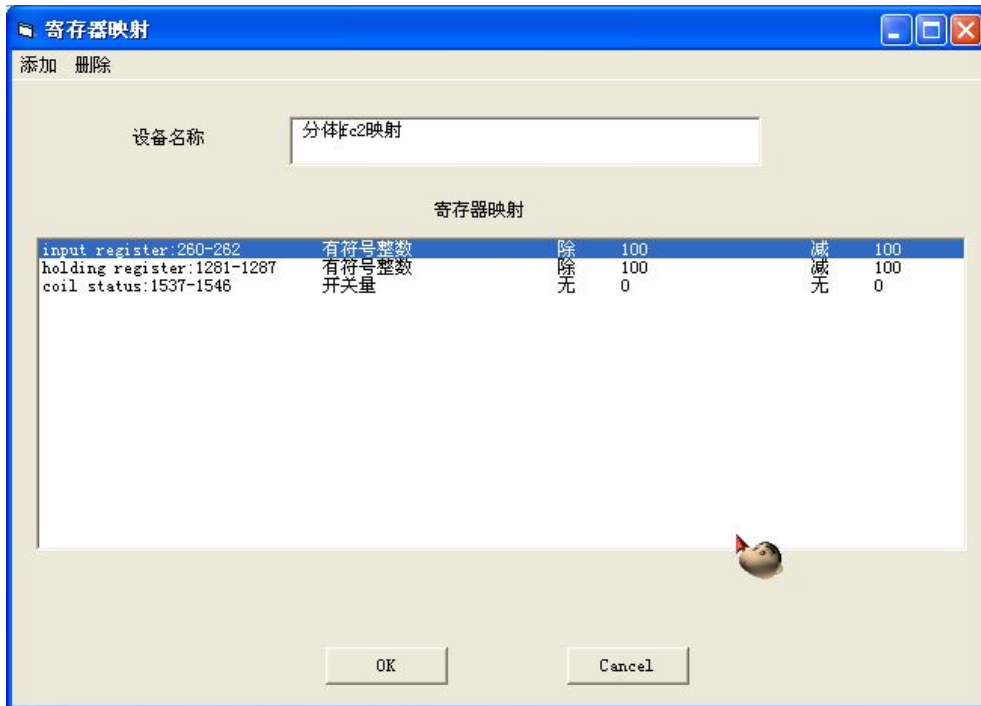 寄存器映射
添加 删除
设备名称 分体fc2映射
寄存器映射
input register:260-262 有符号整数 除 100 减 100
holding register:1281-1287 有符号整数 除 100 减 100
coil status:1537-1546 开关量 无 0 无 0
OK Cancel